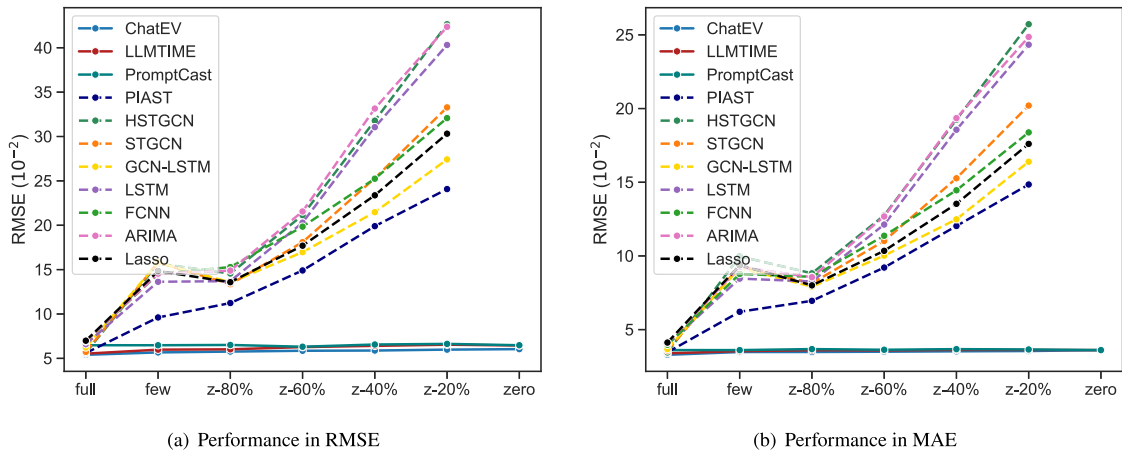 ChatEV
LLMTIME
PromptCast
PIAST
HSTGCN
STGCN
GCN-LSTM
LSTM
FCNN
ARIMA
Lasso
RMSE (10⁻²)
40
35
30
25
20
15
10
5
full few z-80% z-60% z-40% z-20% zero
(a) Performance in RMSE
ChatEV
LLMTIME
PromptCast
PIAST
HSTGCN
STGCN
GCN-LSTM
LSTM
FCNN
ARIMA
Lasso
RMSE (10⁻²)
25
20
15
10
5
full few z-80% z-60% z-40% z-20% zero
(b) Performance in MAE